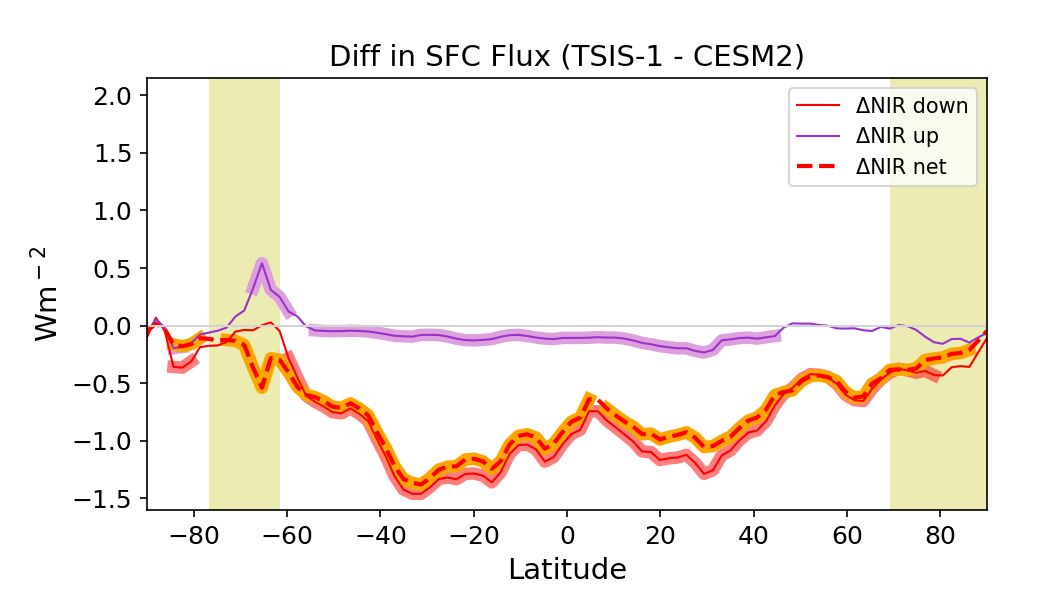 Diff in SFC Flux (TSIS-1 - CESM2)
2.0
1.5
1.0
0.5
0.0
−0.5
−1.0
−1.5
Wm⁻²
ΔNIR down
ΔNIR up
ΔNIR net
−80 −60 −40 −20 0 20 40 60 80
Latitude